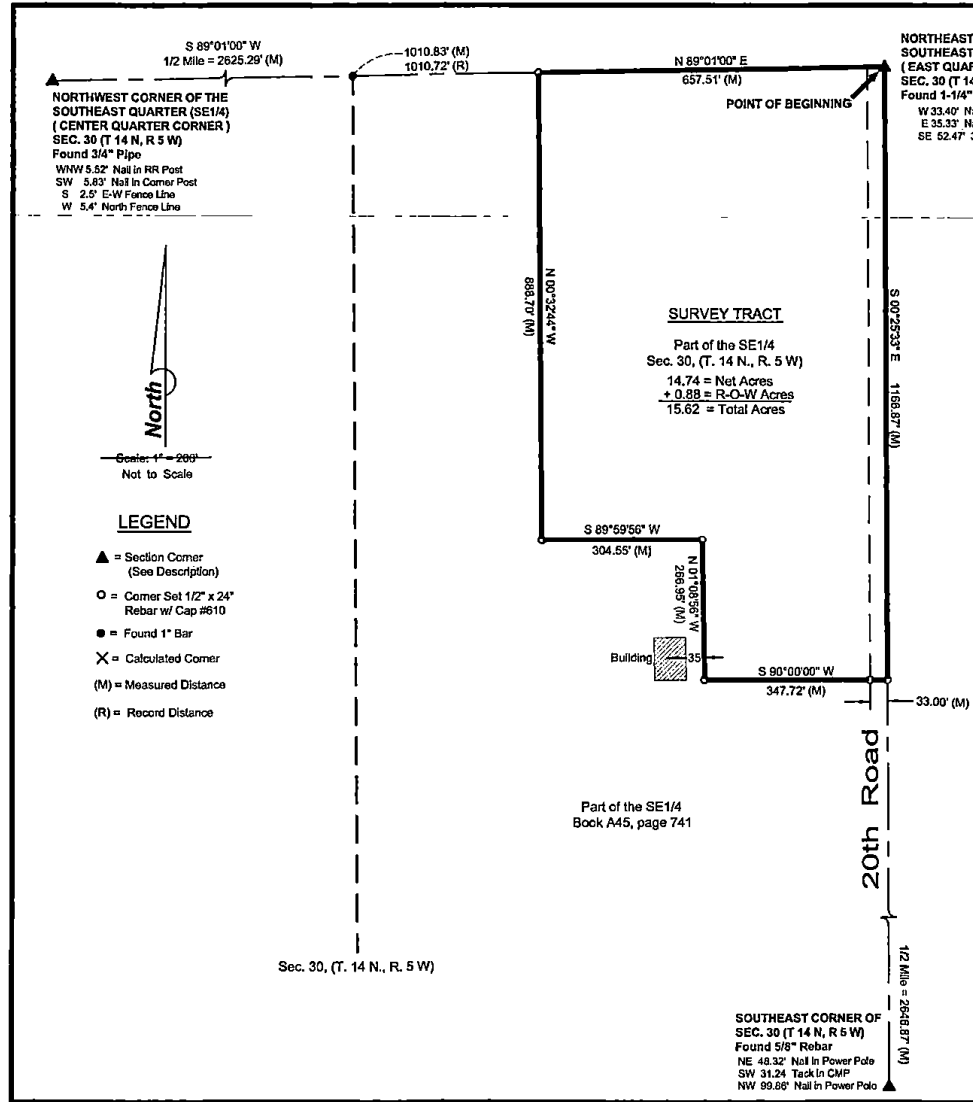 S 89°01'00" W
1/2 Mile = 2625.29' (M)
1010.83' (M)
1010.72' (R)
N 89°01'00" E
657.51' (M)
NORTHEAST
SOUTHEAST
( EAST QUAR
SEC. 30 (T 14
Found 1-1/4"
W 33.40'
E 35.33'
SE 52.47'
POINT OF BEGINNING
NORTHWEST CORNER OF THE
SOUTHEAST QUARTER (SE1/4)
( CENTER QUARTER CORNER )
SEC. 30 (T 14 N, R 5 W)
Found 3/4" Pipe
WNW 5.52' Nail in RR Post
SW 5.83' Nail in Corner Post
S 2.5' E-W Fence Line
W 5.4' North Fence Line
North
Scale: 1" = 200'
Not to Scale
N 00°32'44" W
888.70' (M)
SURVEY TRACT
Part of the SE1/4
Sec. 30, (T. 14 N., R. 5 W)
14.74 = Net Acres
+ 0.88 = R-O-W Acres
15.62 = Total Acres
S 00°25'33" E 1166.87' (M)
LEGEND
▲ = Section Corner
(See Description)
O = Corner Set 1/2" x 24"
Rebar w/ Cap #610
● = Found 1" Bar
X = Calculated Corner
(M) = Measured Distance
(R) = Record Distance
S 89°59'56" W
304.55' (M)
N 01°08'56" W
266.95' (M)
Building
35
S 90°00'00" W
347.72' (M)
33.00' (M)
Part of the SE1/4
Book A45, page 741
20th Road
Sec. 30, (T. 14 N., R. 5 W)
1/2 Mile = 2646.87' (M)
SOUTHEAST CORNER OF
SEC. 30 (T 14 N, R 5 W)
Found 5/8" Rebar
NE 48.32' Nail in Power Pole
SW 31.24 Tack in CMP
NW 99.86' Nail in Power Pole